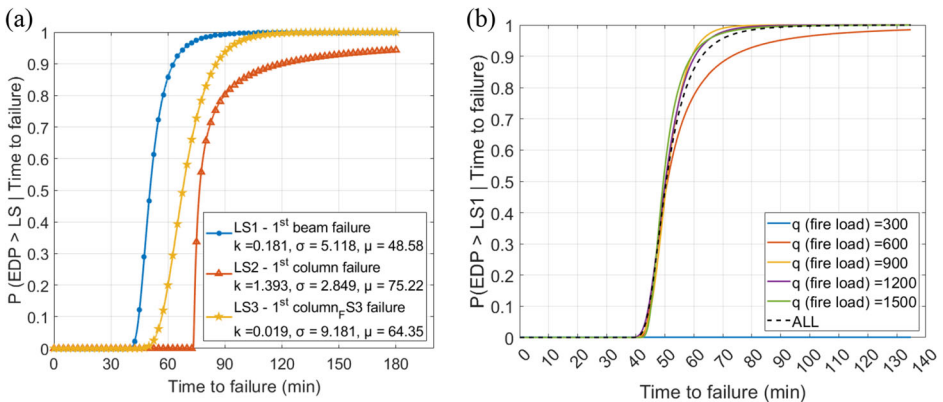 (a)
P (EDP > LS | Time to failure)
1
0.9
0.8
0.7
0.6
0.5
0.4
0.3
0.2
0.1
0
0 30 60 90 120 150 180
Time to failure (min)
LS1 - 1st beam failure
k =0.181, σ = 5.118, μ = 48.58
LS2 - 1st column failure
k =1.393, σ = 2.849, μ = 75.22
LS3 - 1st column_FS3 failure
k =0.019, σ = 9.181, μ = 64.35
(b)
P(EDP > LS1 | Time to failure)
1
0.9
0.8
0.7
0.6
0.5
0.4
0.3
0.2
0.1
0
0 10 20 30 40 50 60 70 80 90 100 110 120 130 140
Time to failure (min)
q (fire load) =300
q (fire load) =600
q (fire load) =900
q (fire load) =1200
q (fire load) =1500
ALL